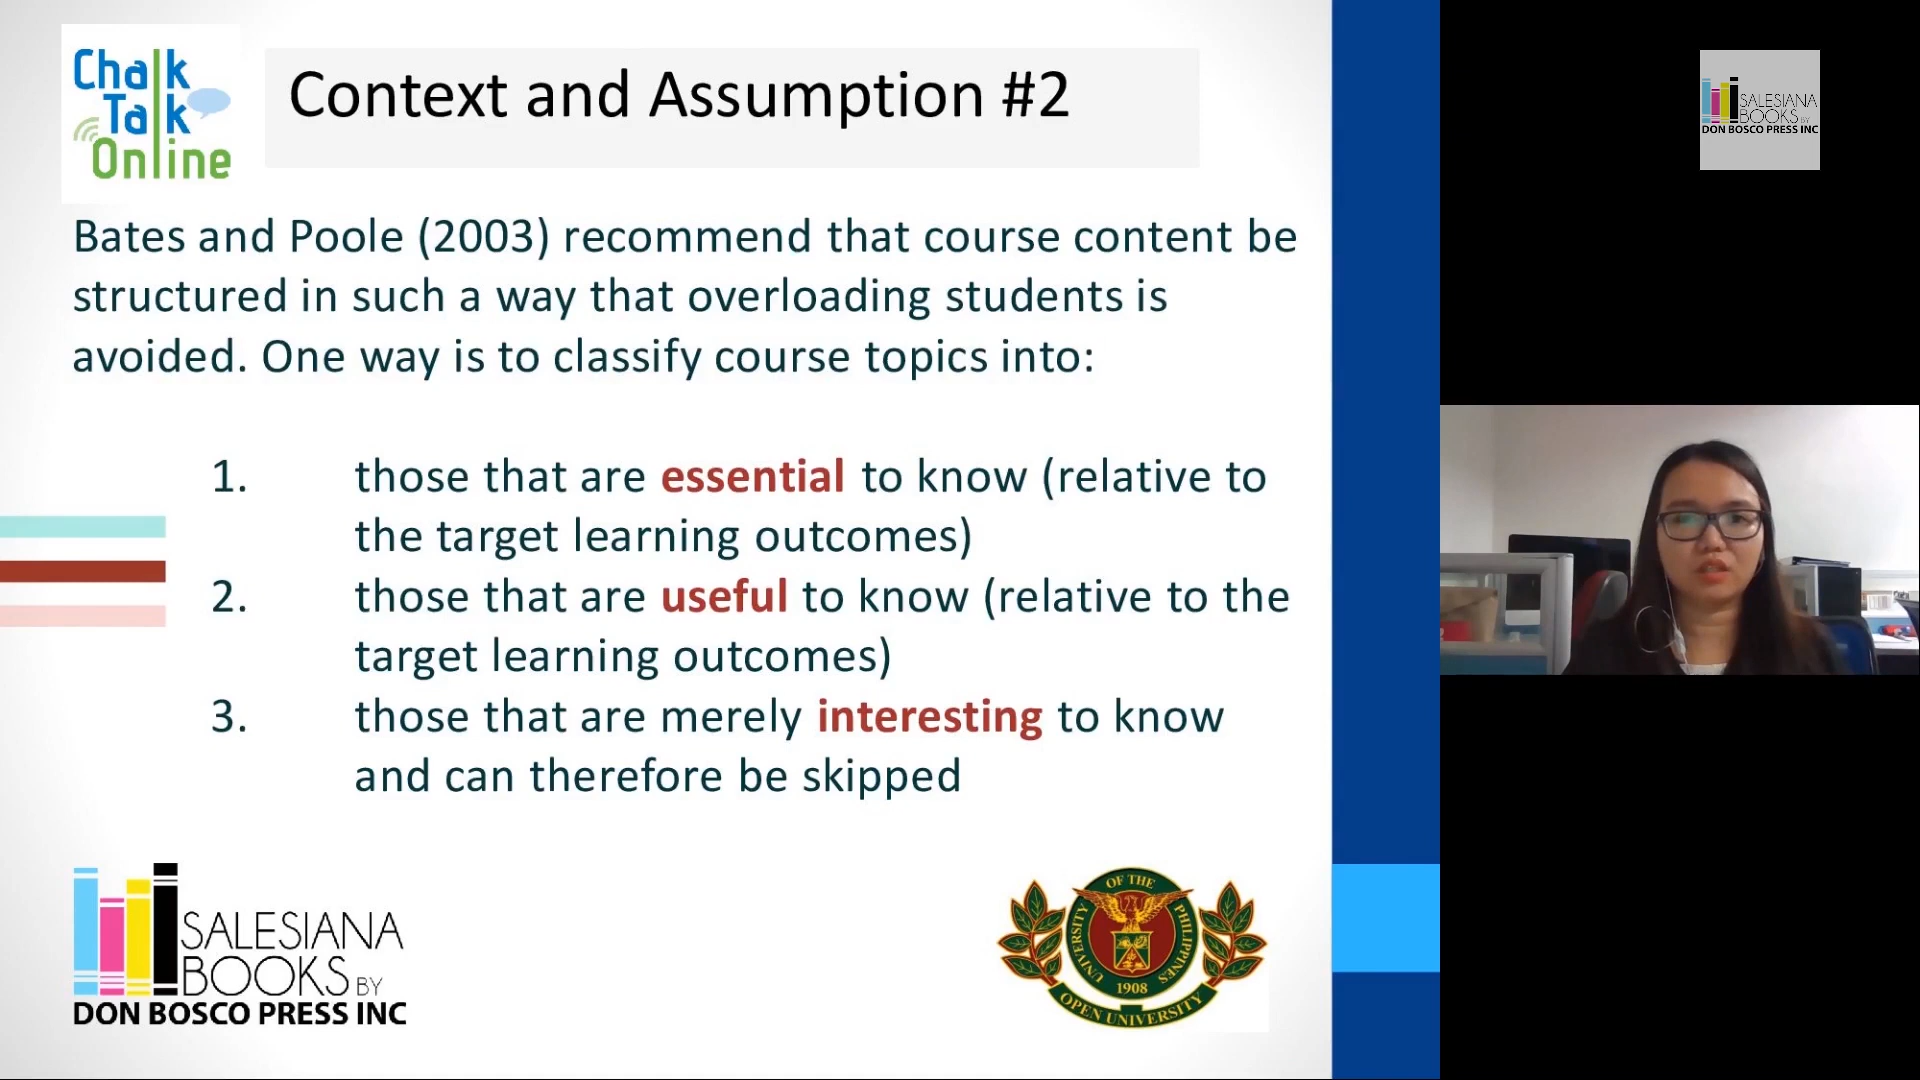 Chalk
Talk
Online
Context and Assumption #2
Bates and Poole (2003) recommend that course content be
structured in such a way that overloading students is
avoided. One way is to classify course topics into:
1. those that are essential to know (relative to
the target learning outcomes)
2. those that are useful to know (relative to the
target learning outcomes)
3. those that are merely interesting to know
and can therefore be skipped
SALESIANA
BOOKS BY
DON BOSCO PRESS INC
UNIVERSITY OF THE PHILIPPINES
1908
OPEN UNIVERSITY
SALESIANA
BOOKS BY
DON BOSCO PRESS INC